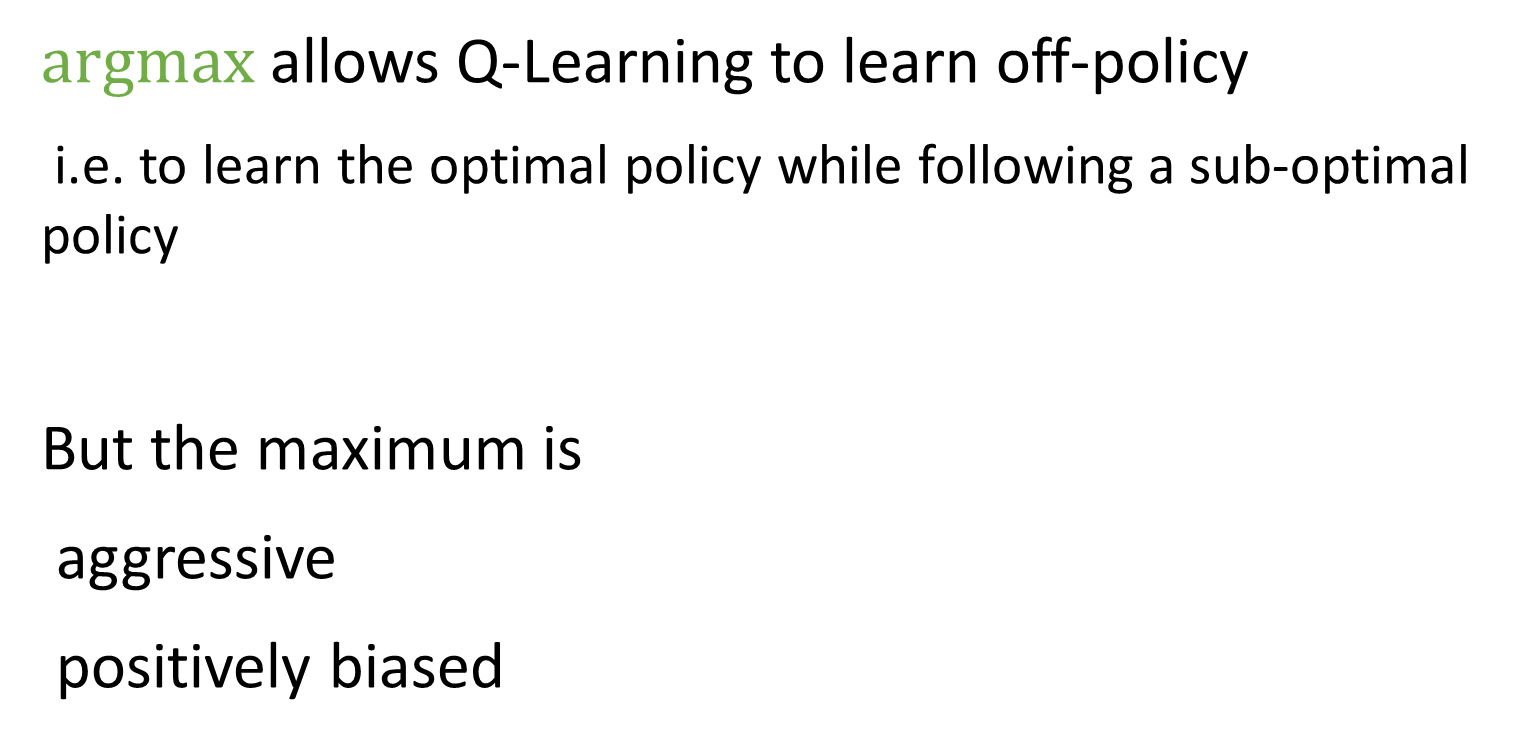 argmax allows Q-Learning to learn off-policy
i.e. to learn the optimal policy while following a sub-optimal
policy
But the maximum is
aggressive
positively biased